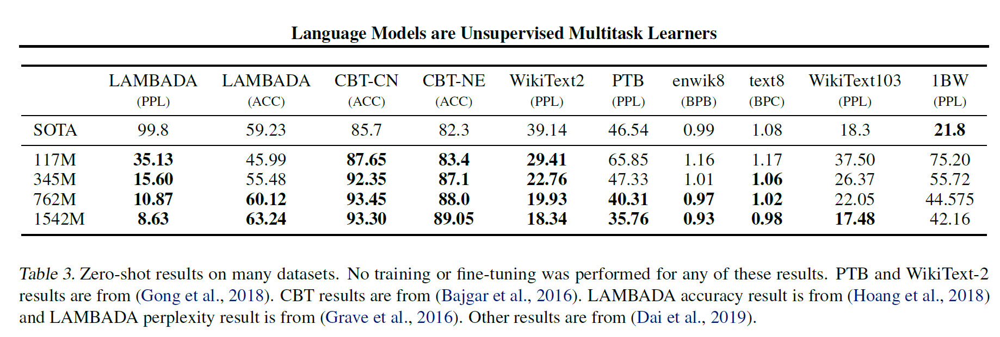 Language Models are Unsupervised Multitask Learners
LAMBADA LAMBADA CBT-CN CBT-NE WikiText2 PTB enwik8 text8 WikiText103 1BW
(PPL) (ACC) (ACC) (ACC) (PPL) (PPL) (BPB) (BPC) (PPL) (PPL)
SOTA 99.8 59.23 85.7 82.3 39.14 46.54 0.99 1.08 18.3 21.8
117M 35.13 45.99 87.65 83.4 29.41 65.85 1.16 1.17 37.50 75.20
345M 15.60 55.48 92.35 87.1 22.76 47.33 1.01 1.06 26.37 55.72
762M 10.87 60.12 93.45 88.0 19.93 40.31 0.97 1.02 22.05 44.575
1542M 8.63 63.24 93.30 89.05 18.34 35.76 0.93 0.98 17.48 42.16
Table 3. Zero-shot results on many datasets. No training or fine-tuning was performed for any of these results. PTB and WikiText-2
results are from (Gong et al., 2018). CBT results are from (Bajgar et al., 2016). LAMBADA accuracy result is from (Hoang et al., 2018)
and LAMBADA perplexity result is from (Grave et al., 2016). Other results are from (Dai et al., 2019).